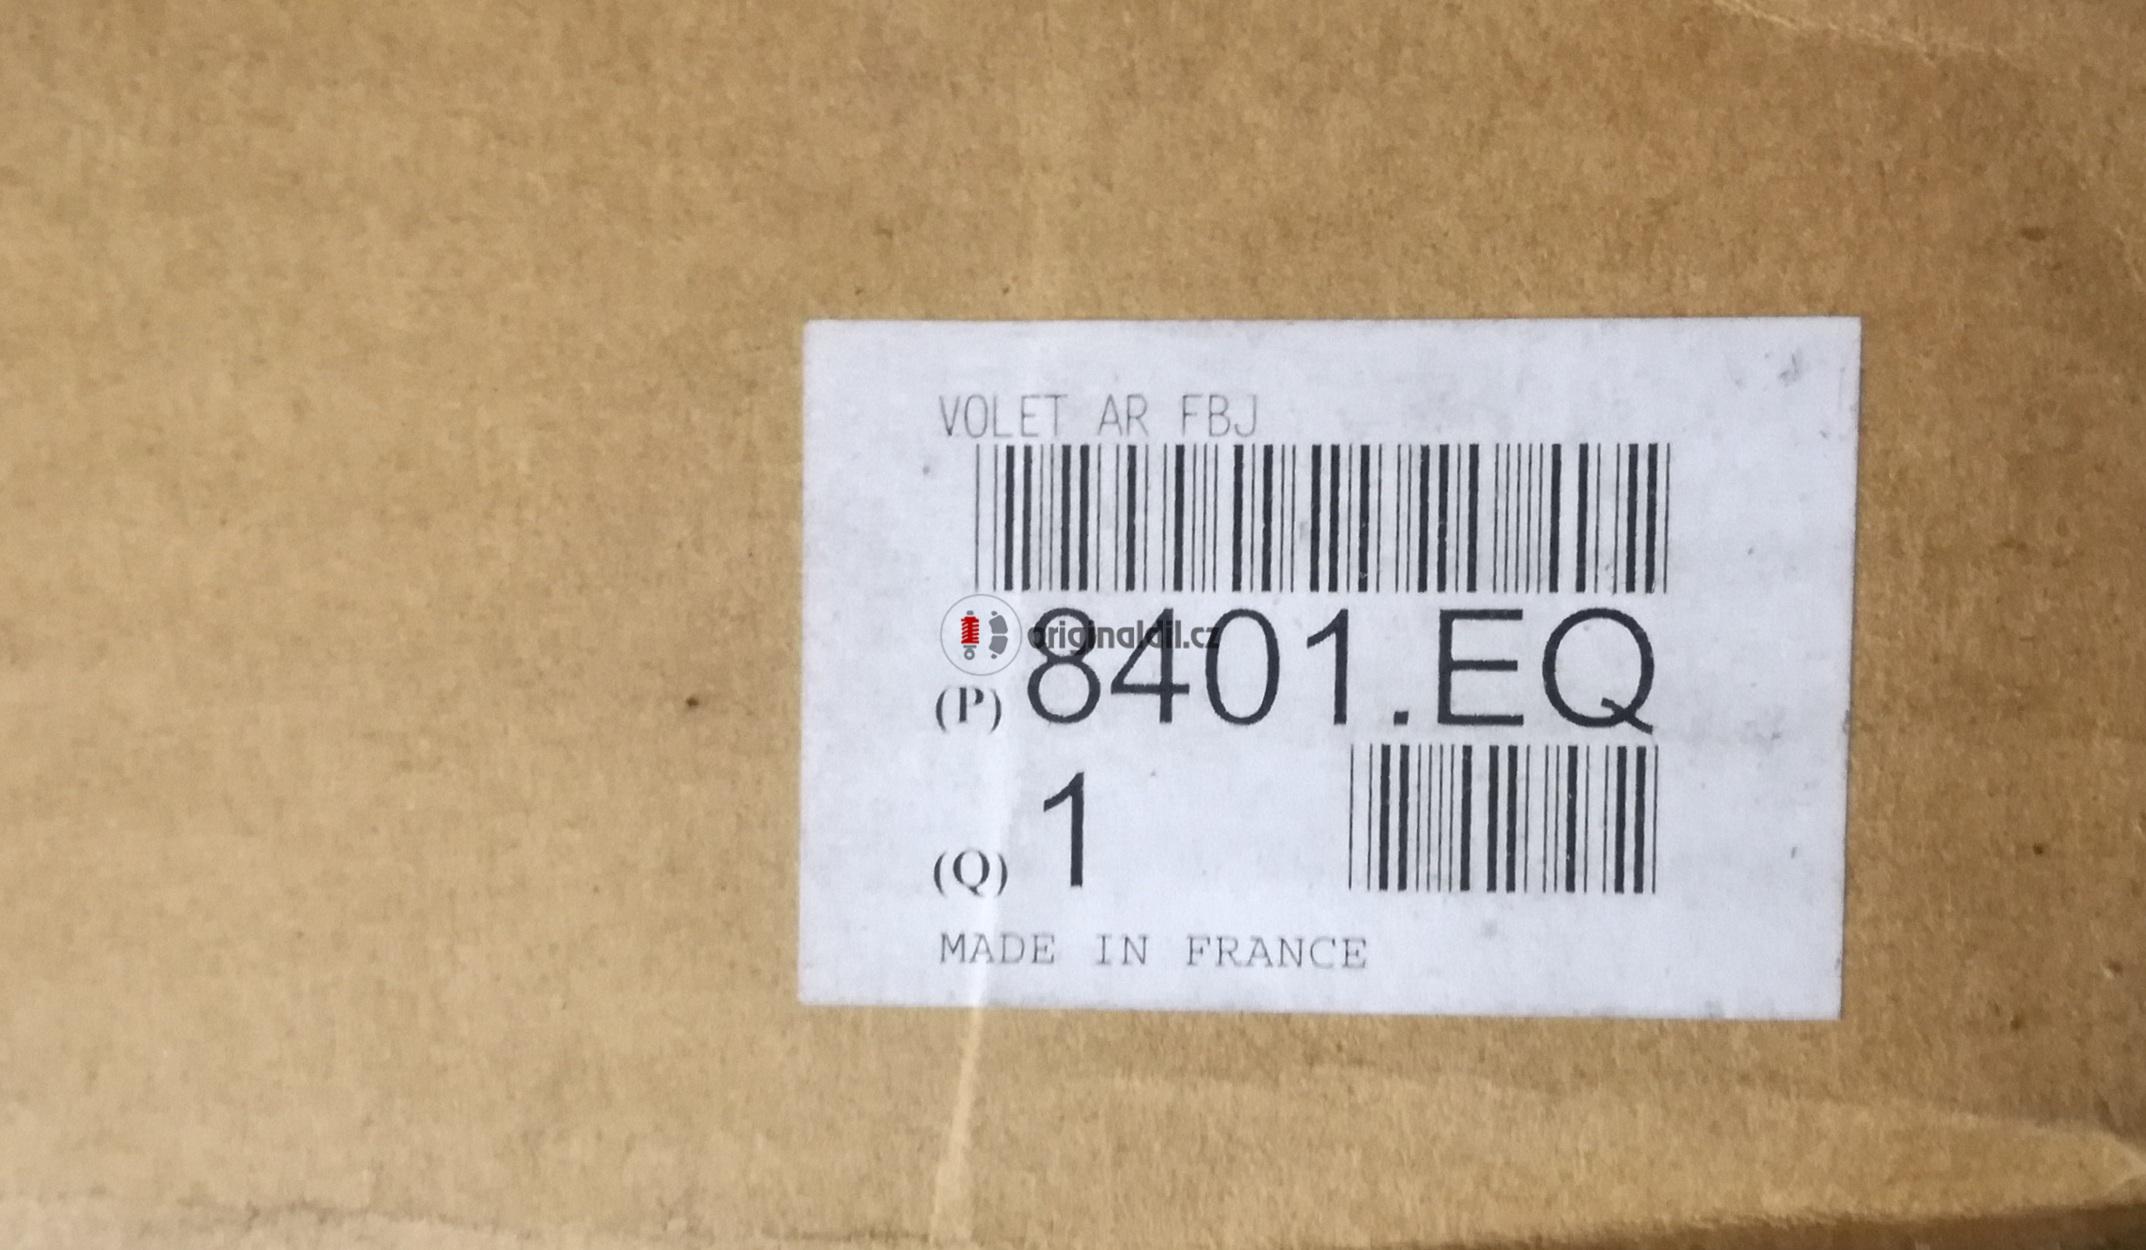 VOLET AR FBJ
originaldil.cz
(P) 8401.EQ
(Q) 1
MADE IN FRANCE